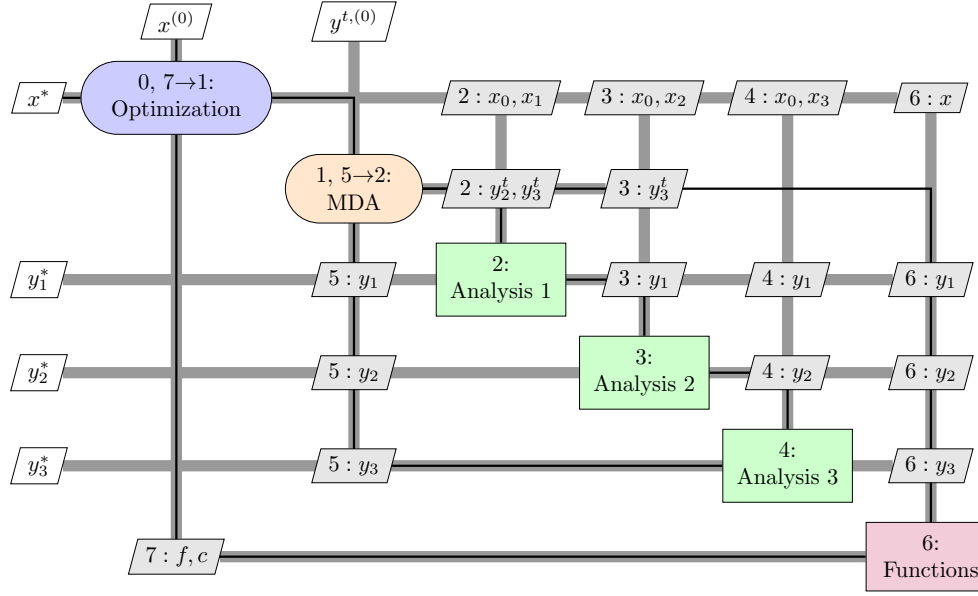 x^{(0)}
y^{t,(0)}
x^*
0, 7→1:
Optimization
2 : x_0, x_1
3 : x_0, x_2
4 : x_0, x_3
6 : x
1, 5→2:
MDA
2 : y_2^t, y_3^t
3 : y_3^t
y_1^*
5 : y_1
2:
Analysis 1
3 : y_1
4 : y_1
6 : y_1
y_2^*
5 : y_2
3:
Analysis 2
4 : y_2
6 : y_2
y_3^*
5 : y_3
4:
Analysis 3
6 : y_3
7 : f, c
6:
Functions